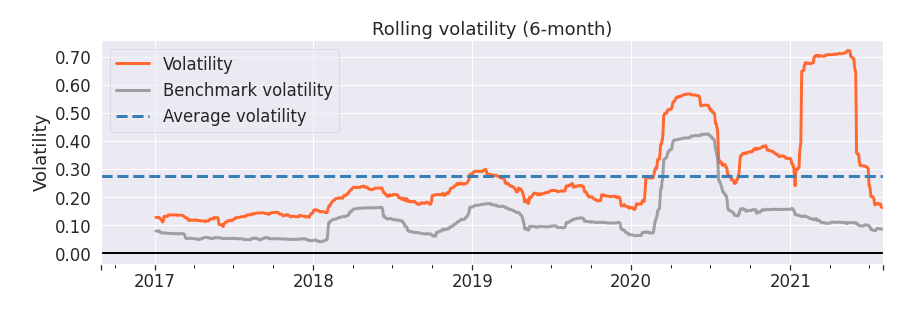 Rolling volatility (6-month)
Volatility
0.70
0.60
0.50
0.40
0.30
0.20
0.10
0.00
Volatility
Benchmark volatility
Average volatility
2017
2018
2019
2020
2021